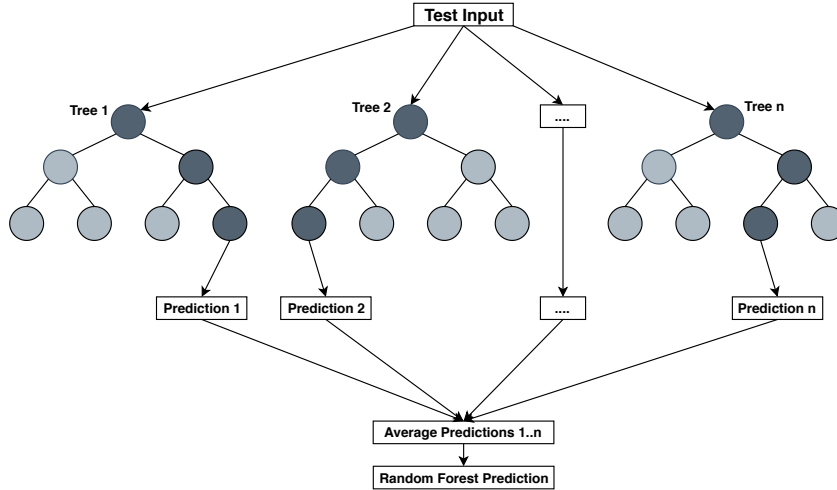 Test Input
Tree 1
Tree 2
....
Tree n
Prediction 1
Prediction 2
....
Prediction n
Average Predictions 1..n
Random Forest Prediction